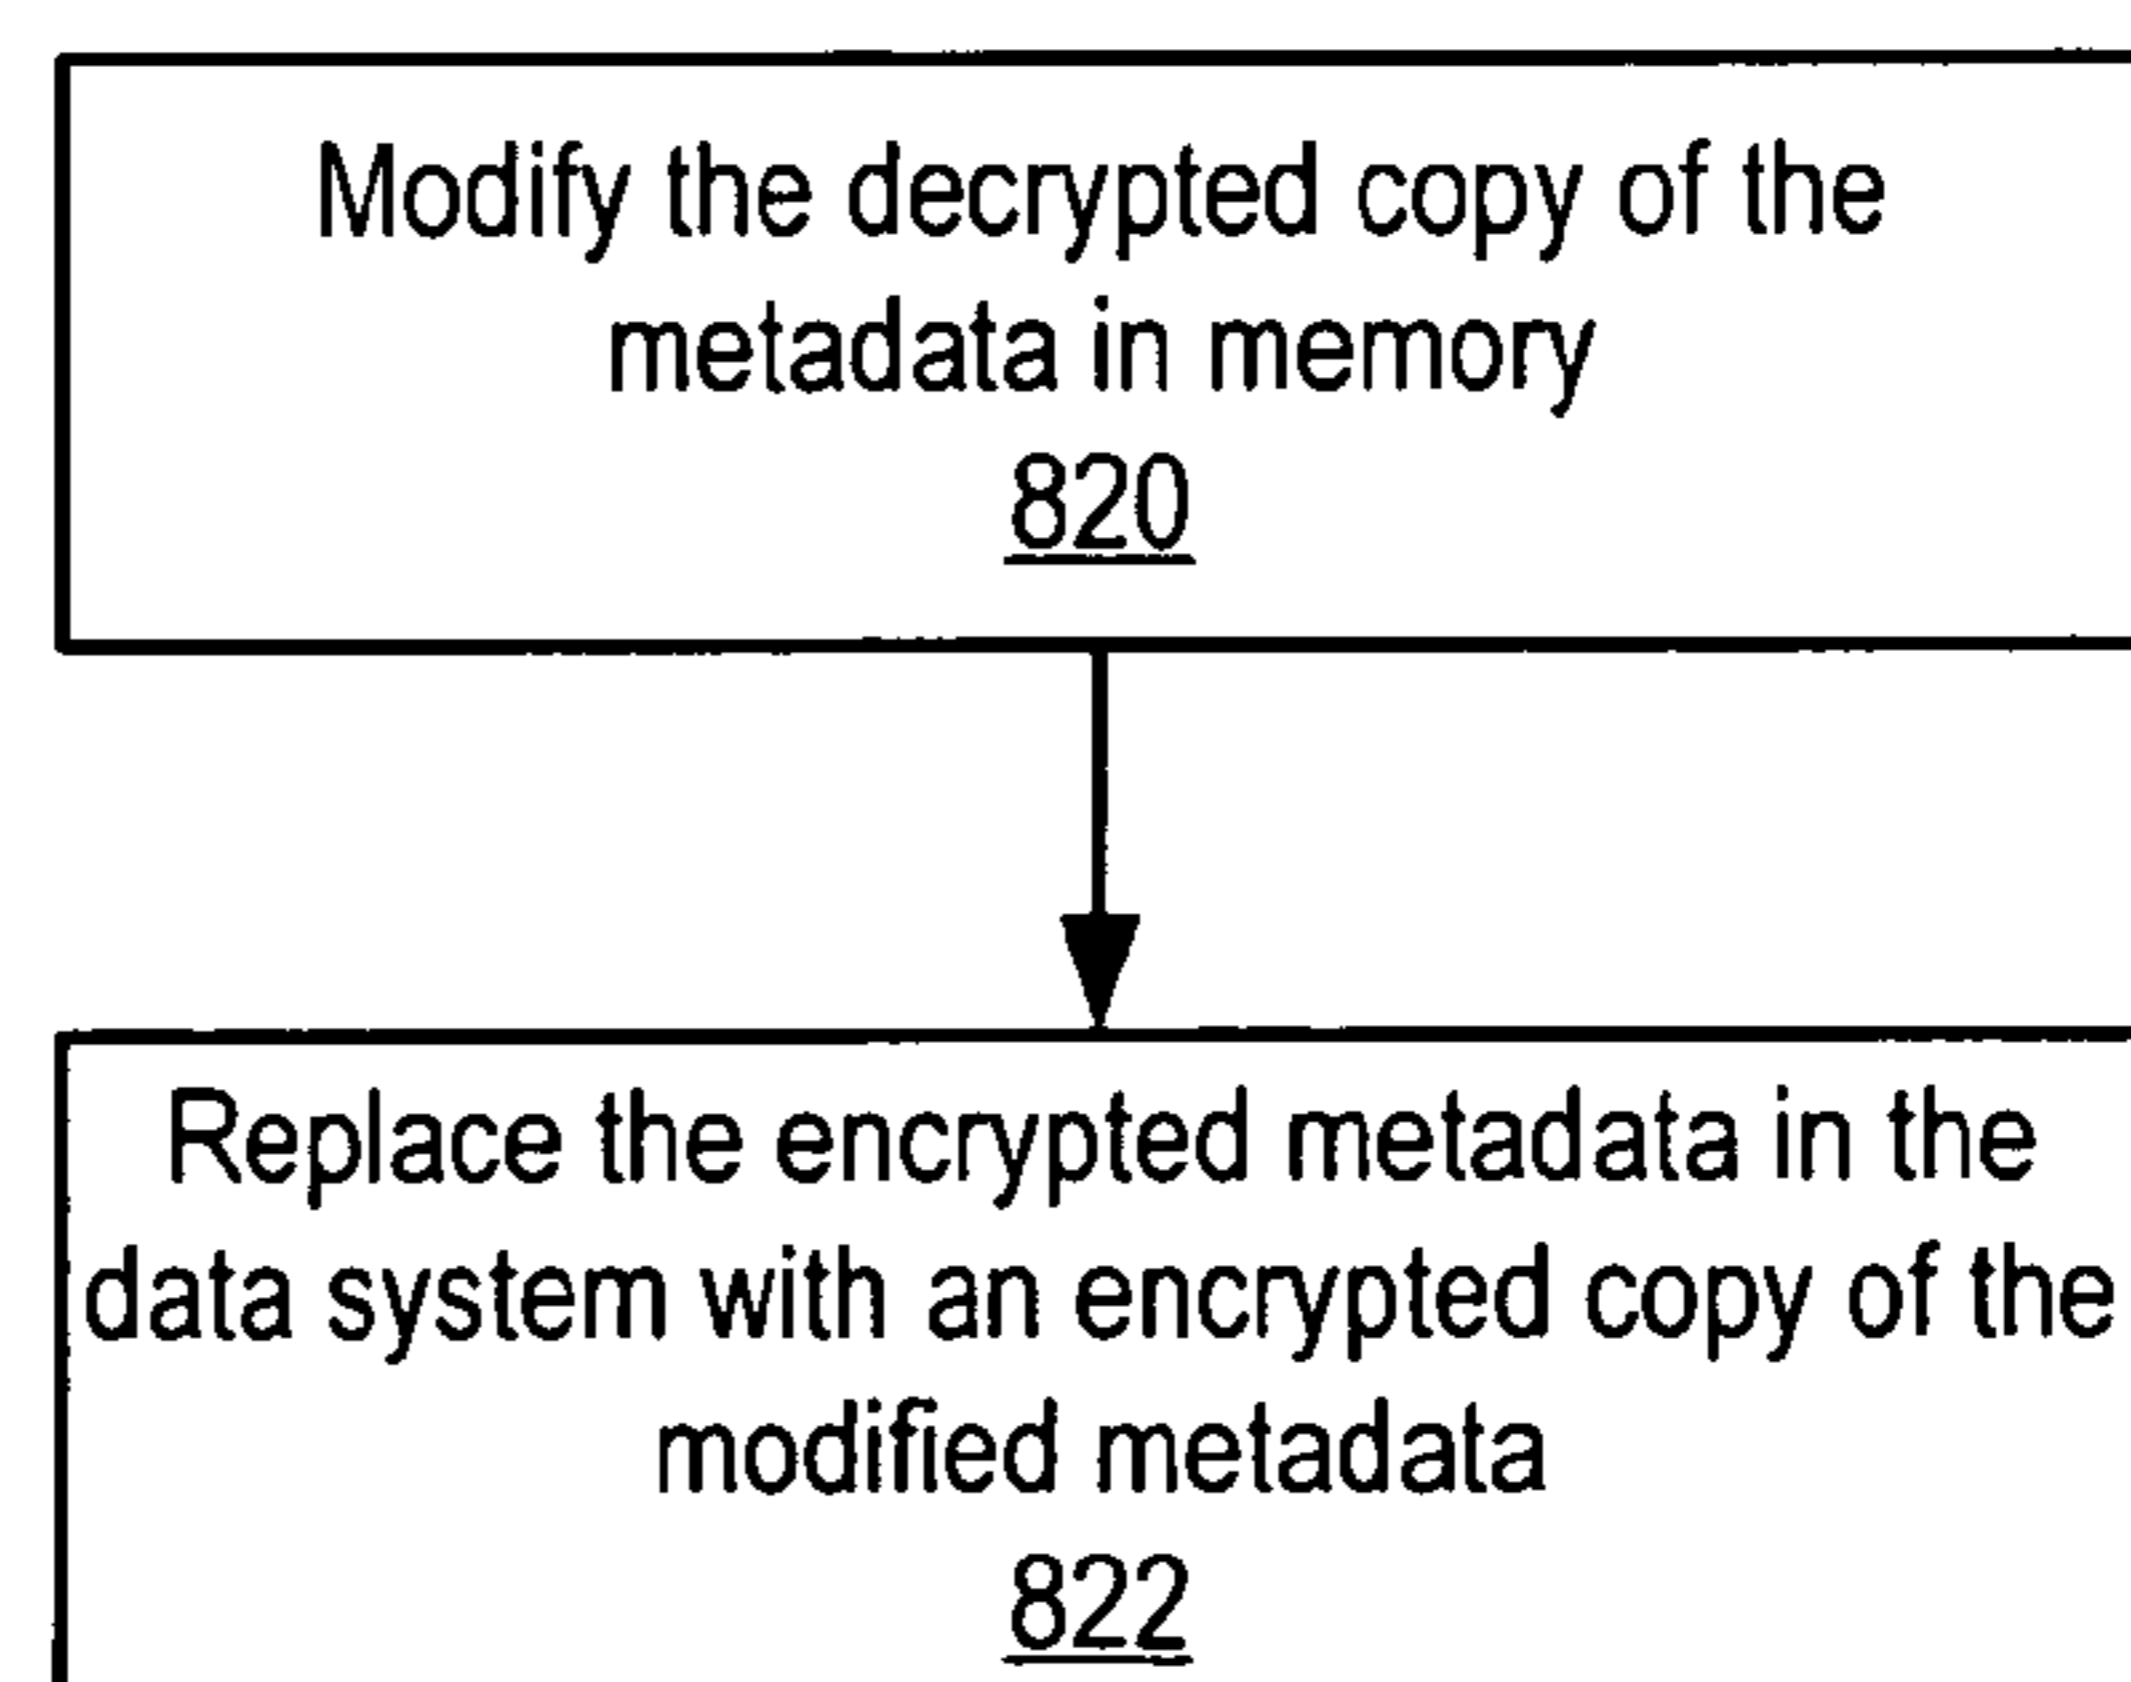 Modify the decrypted copy of the
metadata in memory
820
Replace the encrypted metadata in the
data system with an encrypted copy of the
modified metadata
822